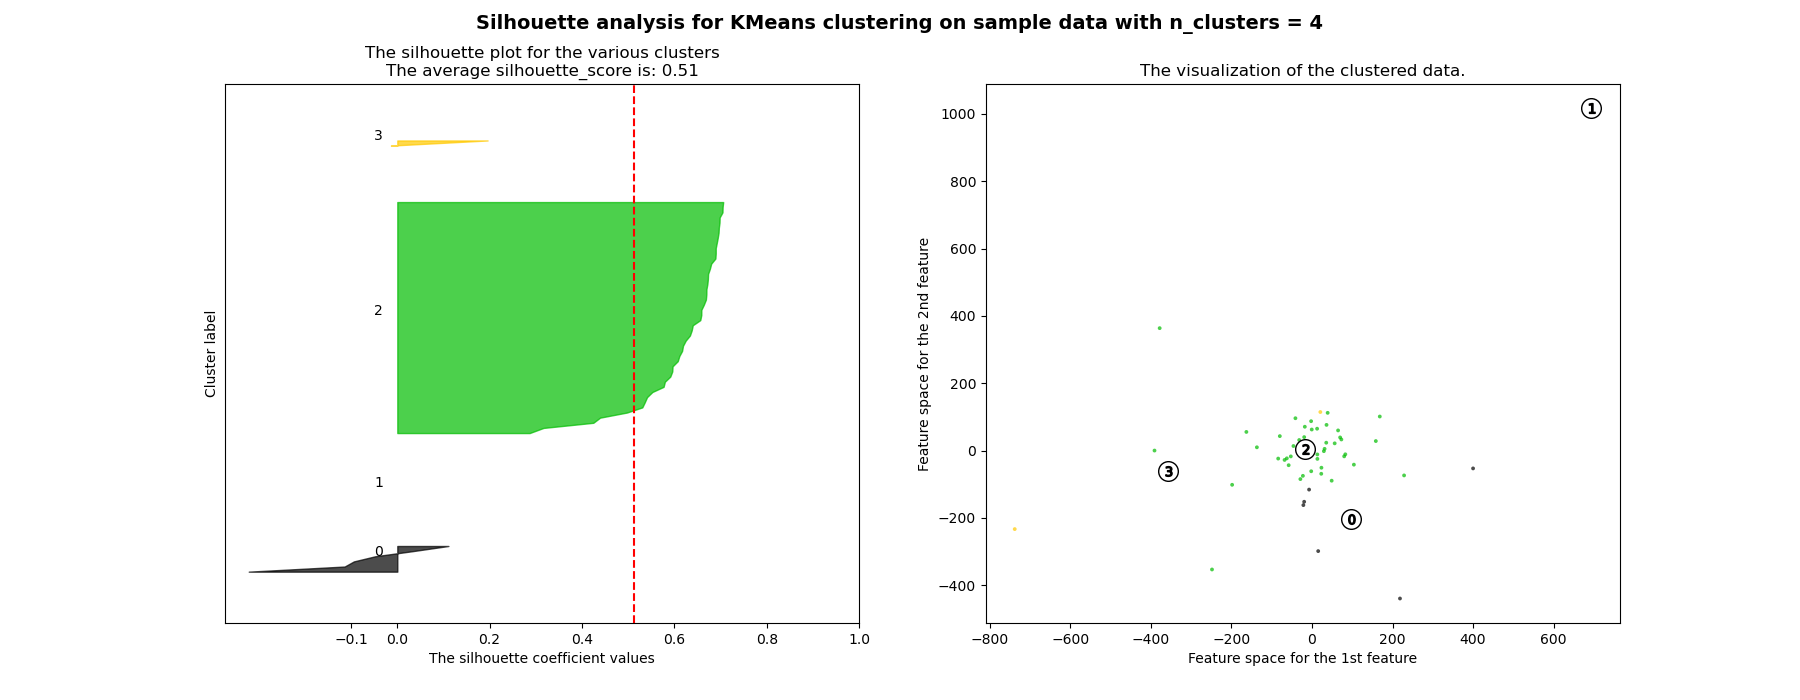 Silhouette analysis for KMeans clustering on sample data with n_clusters = 4
The silhouette plot for the various clusters
The average silhouette_score is: 0.51
3
2
1
0
Cluster label
−0.1 0.0 0.2 0.4 0.6 0.8 1.0
The silhouette coefficient values
The visualization of the clustered data.
1000
800
600
400
200
0
−200
−400
Feature space for the 2nd feature
1
2
3
0
−800 −600 −400 −200 0 200 400 600
Feature space for the 1st feature